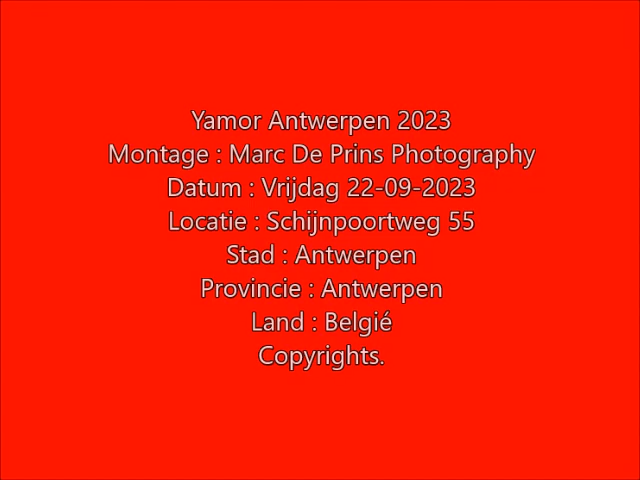 Yamor Antwerpen 2023
Montage : Marc De Prins Photography
Datum : Vrijdag 22-09-2023
Locatie : Schijnpoortweg 55
Stad : Antwerpen
Provincie : Antwerpen
Land : Belgié
Copyrights.